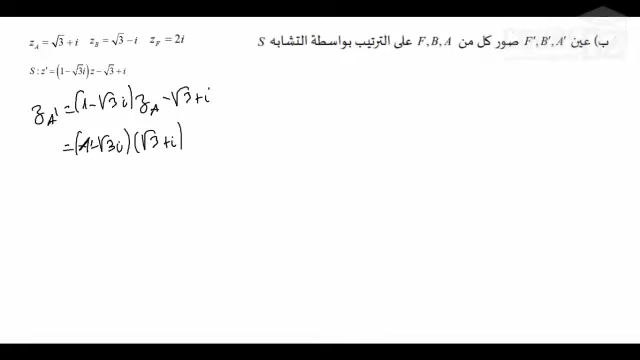 ب) عين F', B', A' صور كل من F, B, A على الترتيب بواسطة التشابه S
z_A = √3 + i   z_B = √3 − i   z_F = 2i
S : z' = (1 − √3i)z − √3 + i
z_A' = (1 − √3i) z_A − √3 + i
= (1 − √3i)(√3 + i)